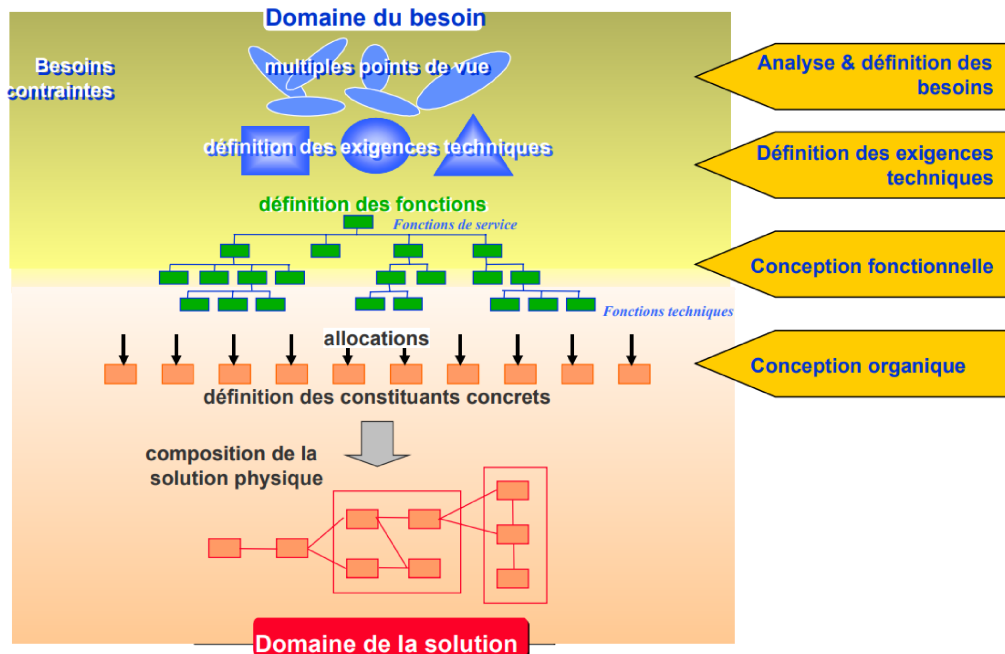 Domaine du besoin
Besoins
contraintes
multiples points de vue
Analyse & définition des
besoins
définition des exigences techniques
Définition des exigences
techniques
définition des fonctions
Fonctions de service
Conception fonctionnelle
Fonctions techniques
allocations
Conception organique
définition des constituants concrets
composition de la
solution physique
Domaine de la solution